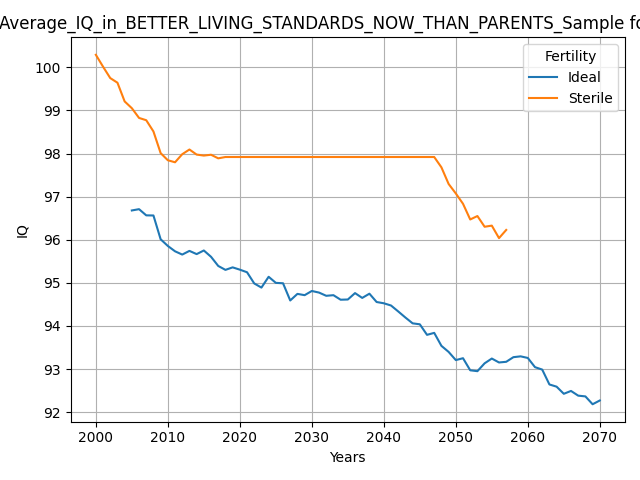 Average_IQ_in_BETTER_LIVING_STANDARDS_NOW_THAN_PARENTS_Sample fo
Fertility
Ideal
Sterile
100
99
98
97
96
95
94
93
92
IQ
2000 2010 2020 2030 2040 2050 2060 2070
Years